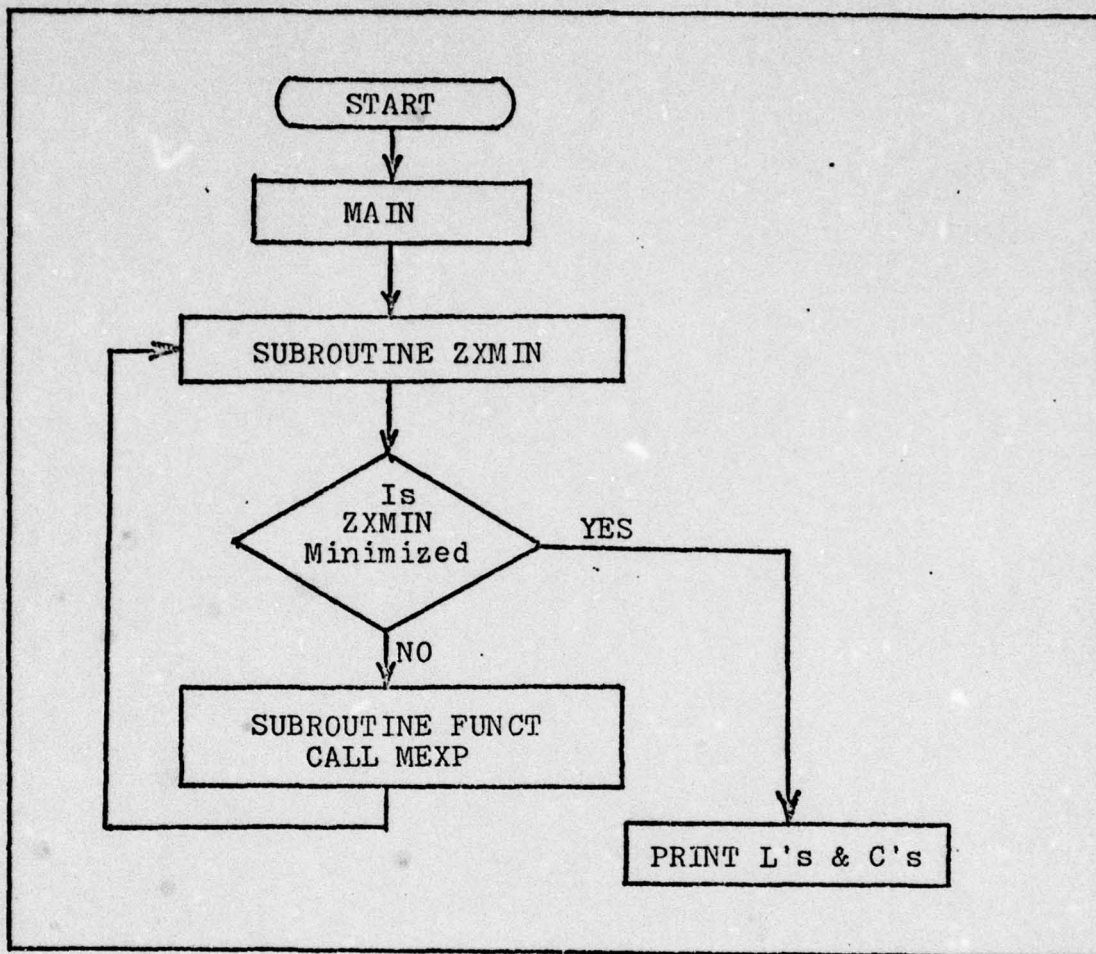 START
MAIN
SUBROUTINE ZXMIN
Is
ZXMIN
Minimized
YES
NO
SUBROUTINE FUNCT
CALL MEXP
PRINT L's & C's